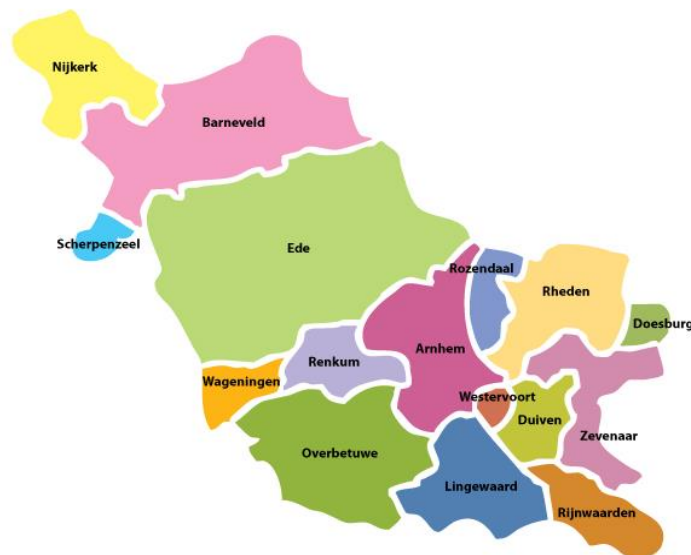 Nijkerk
Barneveld
Scherpenzeel
Ede
Rozendaal
Rheden
Doesburg
Arnhem
Renkum
Wageningen
Westervoort
Duiven
Zevenaar
Overbetuwe
Lingewaard
Rijnwaarden